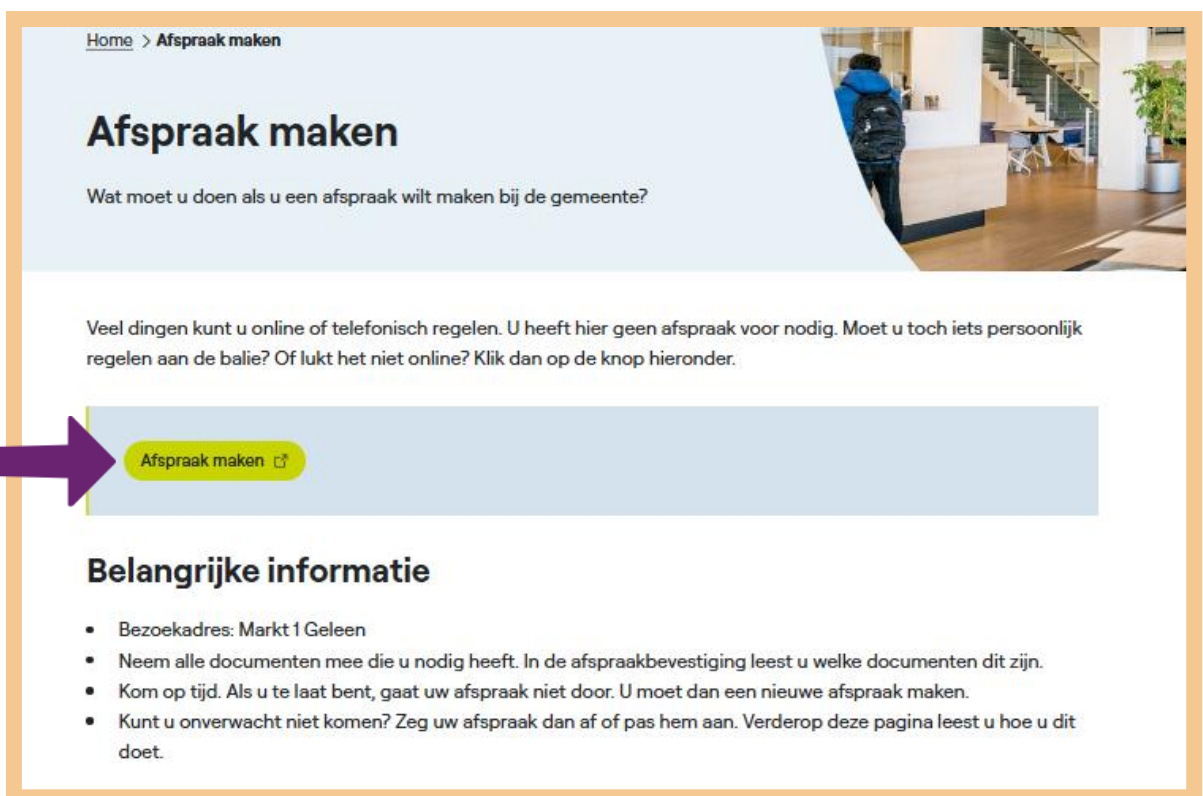 Home > Afspraak maken
Afspraak maken
Wat moet u doen als u een afspraak wilt maken bij de gemeente?
Veel dingen kunt u online of telefonisch regelen. U heeft hier geen afspraak voor nodig. Moet u toch iets persoonlijk
regelen aan de balie? Of lukt het niet online? Klik dan op de knop hieronder.
Afspraak maken
Belangrijke informatie
• Bezoekadres: Markt 1 Geleen
• Neem alle documenten mee die u nodig heeft. In de afspraakbevestiging leest u welke documenten dit zijn.
• Kom op tijd. Als u te laat bent, gaat uw afspraak niet door. U moet dan een nieuwe afspraak maken.
• Kunt u onverwacht niet komen? Zeg uw afspraak dan af of pas hem aan. Verderop deze pagina leest u hoe u dit
doet.